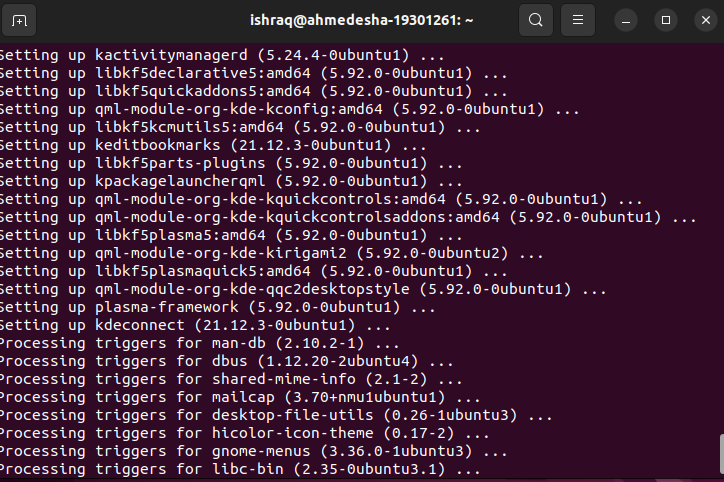 ishraq@ahmedesha-19301261: ~
Setting up kactivitymanagerd (5.24.4-0ubuntu1) ...
Setting up libkf5declarative5:amd64 (5.92.0-0ubuntu1) ...
Setting up libkf5quickaddons5:amd64 (5.92.0-0ubuntu1) ...
Setting up qml-module-org-kde-kconfig:amd64 (5.92.0-0ubuntu1) ...
Setting up libkf5kcmutils5:amd64 (5.92.0-0ubuntu1) ...
Setting up keditbookmarks (21.12.3-0ubuntu1) ...
Setting up libkf5parts-plugins (5.92.0-0ubuntu1) ...
Setting up kpackagelauncherqml (5.92.0-0ubuntu1) ...
Setting up qml-module-org-kde-kquickcontrols:amd64 (5.92.0-0ubuntu1) ...
Setting up qml-module-org-kde-kquickcontrolsaddons:amd64 (5.92.0-0ubuntu1) ...
Setting up libkf5plasma5:amd64 (5.92.0-0ubuntu1) ...
Setting up qml-module-org-kde-kirigami2 (5.92.0-0ubuntu2) ...
Setting up libkf5plasmaquick5:amd64 (5.92.0-0ubuntu1) ...
Setting up qml-module-org-kde-qqc2desktopstyle (5.92.0-0ubuntu1) ...
Setting up plasma-framework (5.92.0-0ubuntu1) ...
Setting up kdeconnect (21.12.3-0ubuntu1) ...
Processing triggers for man-db (2.10.2-1) ...
Processing triggers for dbus (1.12.20-2ubuntu4) ...
Processing triggers for shared-mime-info (2.1-2) ...
Processing triggers for mailcap (3.70+nmu1ubuntu1) ...
Processing triggers for desktop-file-utils (0.26-1ubuntu3) ...
Processing triggers for hicolor-icon-theme (0.17-2) ...
Processing triggers for gnome-menus (3.36.0-1ubuntu3) ...
Processing triggers for libc-bin (2.35-0ubuntu3.1) ...